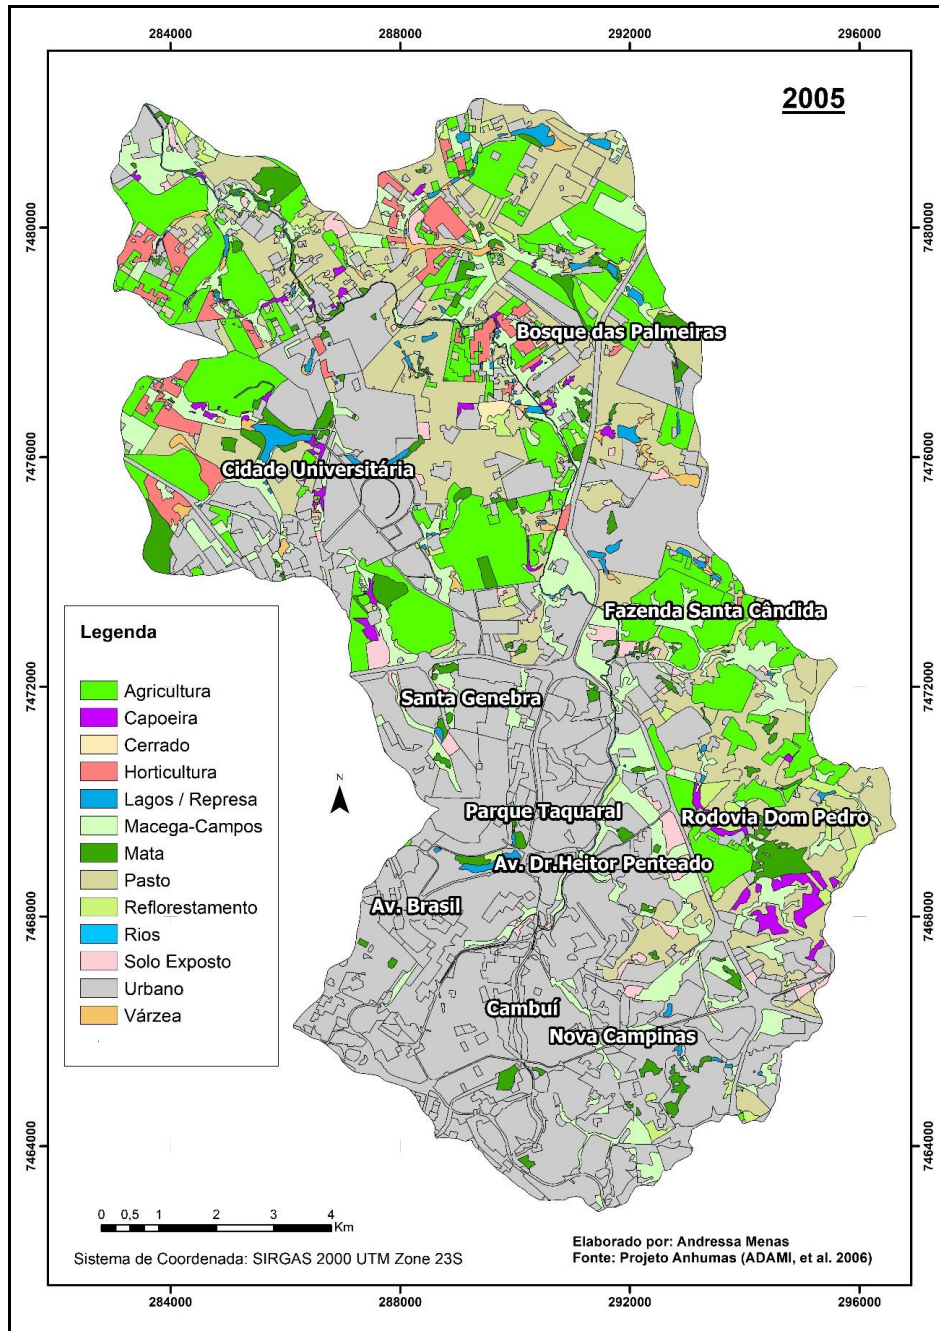 284000 288000 292000 296000
2005
7480000 7480000
Bosque das Palmeiras
7476000 7476000
Cidade Universitária
Fazenda Santa Cândida
Legenda
Agricultura
Capoeira
Cerrado
Horticultura
Lagos / Represa
Macega-Campos
Mata
Pasto
Reflorestamento
Rios
Solo Exposto
Urbano
Várzea
7472000 7472000
Santa Genebra
N
Parque Taquaral
Rodovia Dom Pedro
Av. Dr.Heitor Penteado
Av. Brasil
7468000 7468000
Cambuí
Nova Campinas
7464000 7464000
0 0,5 1 2 3 4
Km
Sistema de Coordenada: SIRGAS 2000 UTM Zone 23S
Elaborado por: Andressa Menas
Fonte: Projeto Anhumas (ADAMI, et al. 2006)
284000 288000 292000 296000